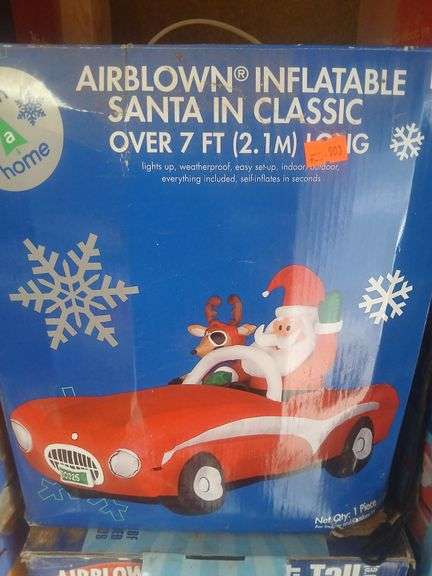 AIRBLOWN® INFLATABLE
SANTA IN CLASSIC
OVER 7 FT (2.1M) LONG
lights up, weatherproof, easy set-up, indoor/outdoor,
everything included, self-inflates in seconds
a
home
Net Qty: 1 Piece
AIRBLOW
Tall